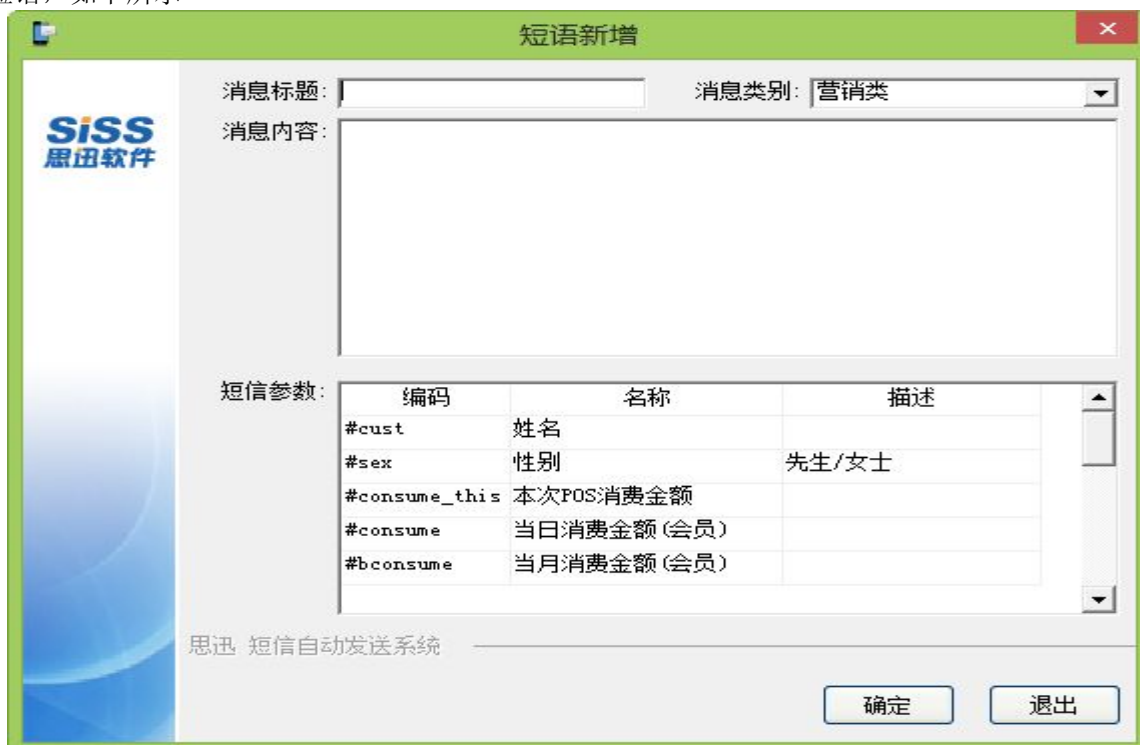 短语新增
消息标题: 消息类别: 营销类
SiSS
思迅软件
消息内容:
短信参数:
编码 名称 描述
#cust 姓名
#sex 性别 先生/女士
#consume_this 本次POS消费金额
#consume 当日消费金额(会员)
#bconsume 当月消费金额(会员)
思迅 短信自动发送系统
确定 退出